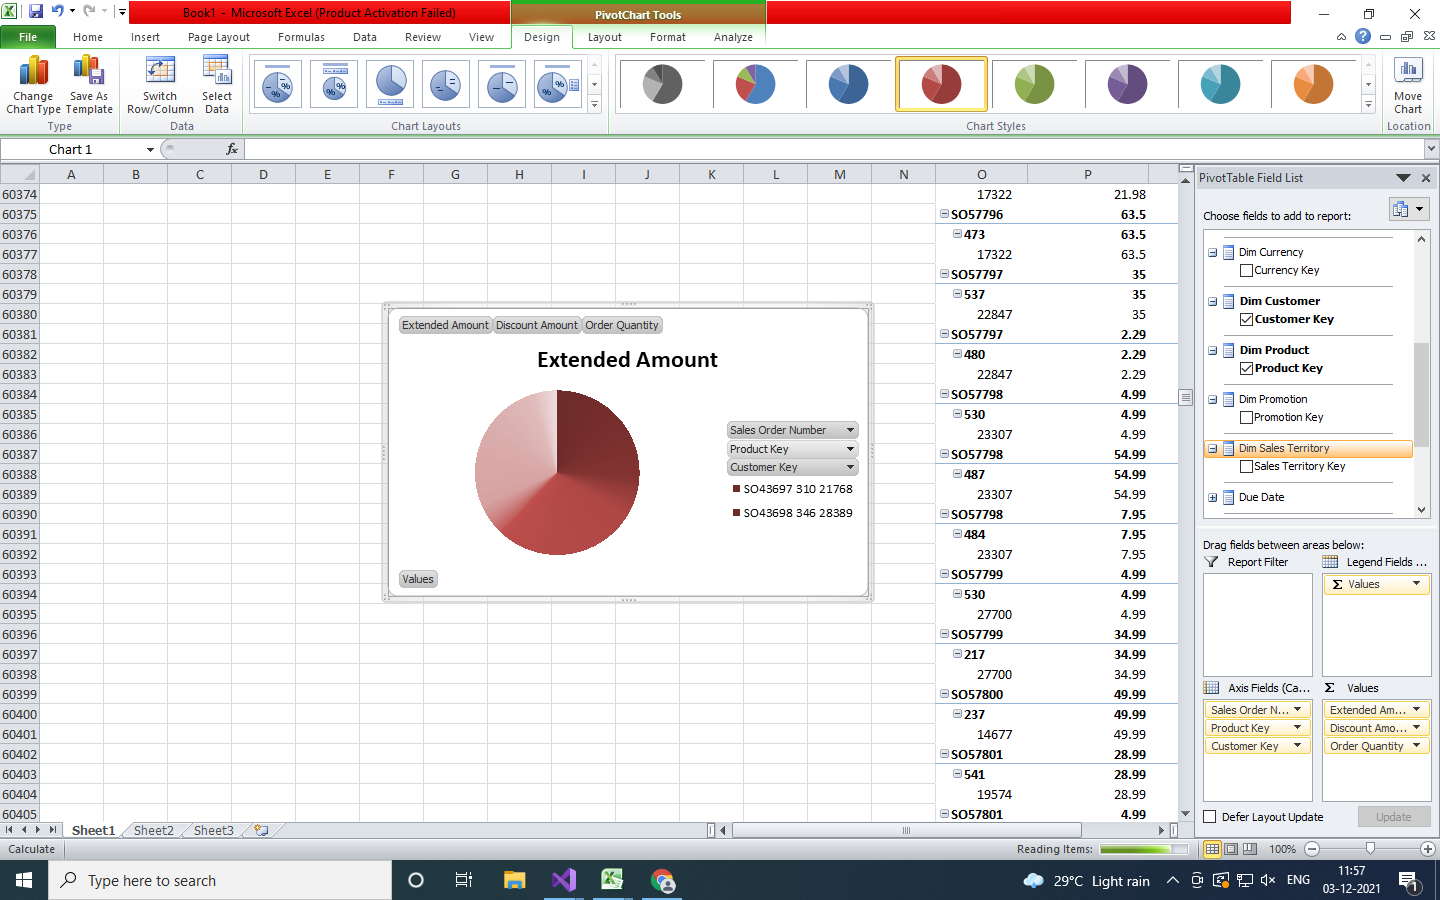 Book1 - Microsoft Excel (Product Activation Failed)
PivotChart Tools
File Home Insert Page Layout Formulas Data Review View Design Layout Format Analyze
Change Chart Type
Save As Template
Type
Switch Row/Column
Select Data
Data
Chart Layouts
Chart Styles
Move Chart
Location
Chart 1
fx
A B C D E F G H I J K L M N O P
60374 17322 21.98
60375 SO57796 63.5
60376 473 63.5
60377 17322 63.5
60378 SO57797 35
60379 537 35
60380 22847 35
60381 SO57797 2.29
60382 480 2.29
60383 22847 2.29
60384 SO57798 4.99
60385 530 4.99
60386 23307 4.99
60387 SO57798 54.99
60388 487 54.99
60389 23307 54.99
60390 SO57798 7.95
60391 484 7.95
60392 23307 7.95
60393 SO57799 4.99
60394 530 4.99
60395 27700 4.99
60396 SO57799 34.99
60397 217 34.99
60398 27700 34.99
60399 SO57800 49.99
60400 237 49.99
60401 14677 49.99
60402 SO57801 28.99
60403 541 28.99
60404 19574 28.99
60405 SO57801 4.99
Extended Amount Discount Amount Order Quantity
Extended Amount
Sales Order Number
Product Key
Customer Key
SO43697 310 21768
SO43698 346 28389
Values
PivotTable Field List
Choose fields to add to report:
Dim Currency
Currency Key
Dim Customer
Customer Key
Dim Product
Product Key
Dim Promotion
Promotion Key
Dim Sales Territory
Sales Territory Key
Due Date
Drag fields between areas below:
Report Filter Legend Fields ...
Σ Values
Axis Fields (Ca... Σ Values
Sales Order N... Extended Am...
Product Key Discount Amo...
Customer Key Order Quantity
Defer Layout Update Update
Sheet1 Sheet2 Sheet3
Calculate Reading Items: 100%
Type here to search
29°C Light rain ENG
11:57
03-12-2021
1